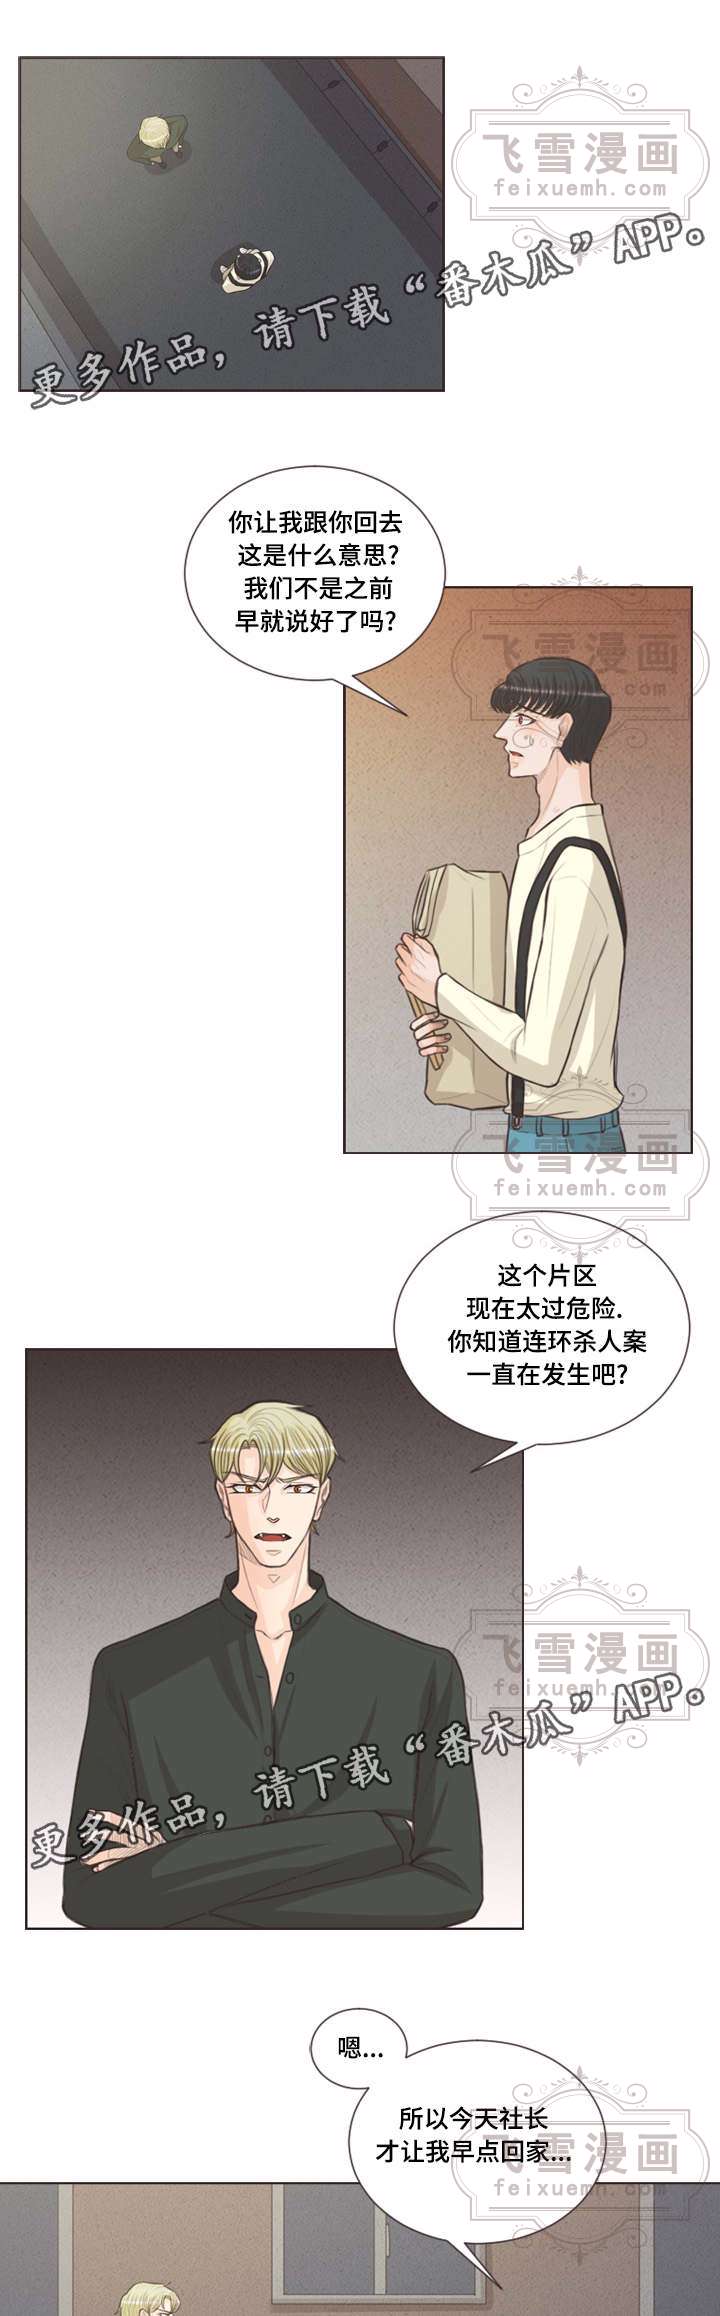 飞雪漫画
feixuemh.com
更多作品，请下载“番木瓜”APP。
你让我跟你回去
这是什么意思?
我们不是之前
早就说好了吗?
飞雪漫画
飞雪漫画
feixuemh.com
这个片区
现在太过危险.
你知道连环杀人案
一直在发生吧?
飞雪漫画
feixuemh.com
更多作品，请下载“番木瓜”APP。
嗯...
所以今天社长
才让我早点回家...
飞雪漫画
feixuemh.com